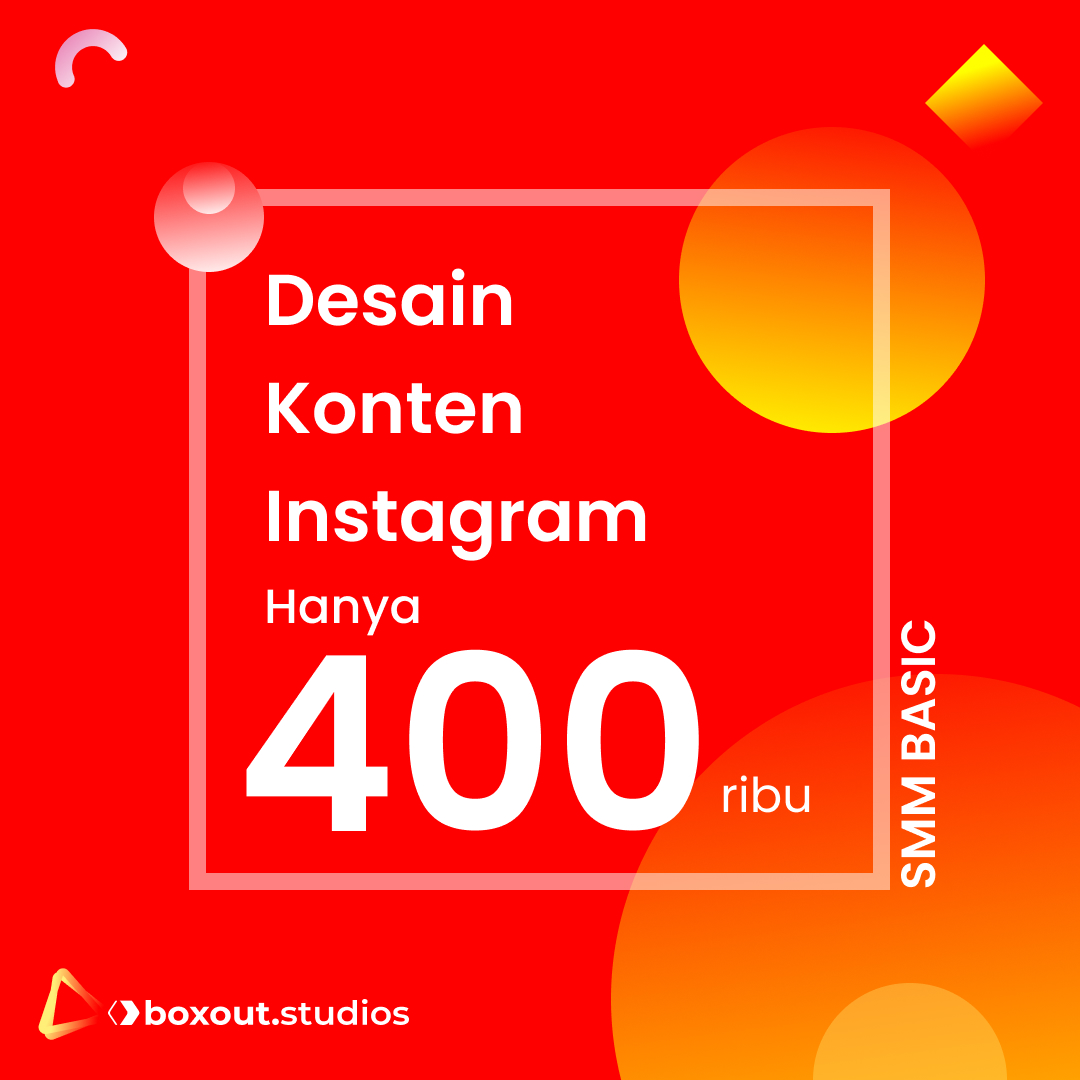 Desain
Konten
Instagram
Hanya
400 ribu
SMM BASIC
boxout.studios